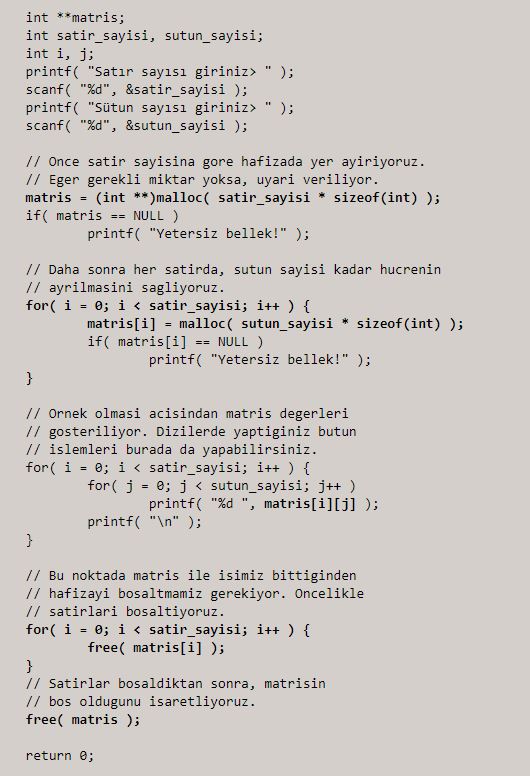 int **matris;
int satir_sayisi, sutun_sayisi;
int i, j;
printf( "Satır sayısı giriniz> " );
scanf( "%d", &satir_sayisi );
printf( "Sütun sayısı giriniz> " );
scanf( "%d", &sutun_sayisi );

// Once satir sayisina gore hafizada yer ayiriyoruz.
// Eger gerekli miktar yoksa, uyari veriliyor.
matris = (int **)malloc( satir_sayisi * sizeof(int) );
if( matris == NULL )
        printf( "Yetersiz bellek!" );

// Daha sonra her satirda, sutun sayisi kadar hucrenin
// ayrilmasini sagliyoruz.
for( i = 0; i < satir_sayisi; i++ ) {
        matris[i] = malloc( sutun_sayisi * sizeof(int) );
        if( matris[i] == NULL )
                printf( "Yetersiz bellek!" );
}

// Ornek olmasi acisindan matris degerleri
// gosteriliyor. Dizilerde yaptiginiz butun
// islemleri burada da yapabilirsiniz.
for( i = 0; i < satir_sayisi; i++ ) {
        for( j = 0; j < sutun_sayisi; j++ )
                printf( "%d ", matris[i][j] );
        printf( "\n" );
}

// Bu noktada matris ile isimiz bittiginden
// hafizayi bosaltmamiz gerekiyor. Oncelikle
// satirlari bosaltiyoruz.
for( i = 0; i < satir_sayisi; i++ ) {
        free( matris[i] );
}
// Satirlar bosaldiktan sonra, matrisin
// bos oldugunu isaretliyoruz.
free( matris );

return 0;